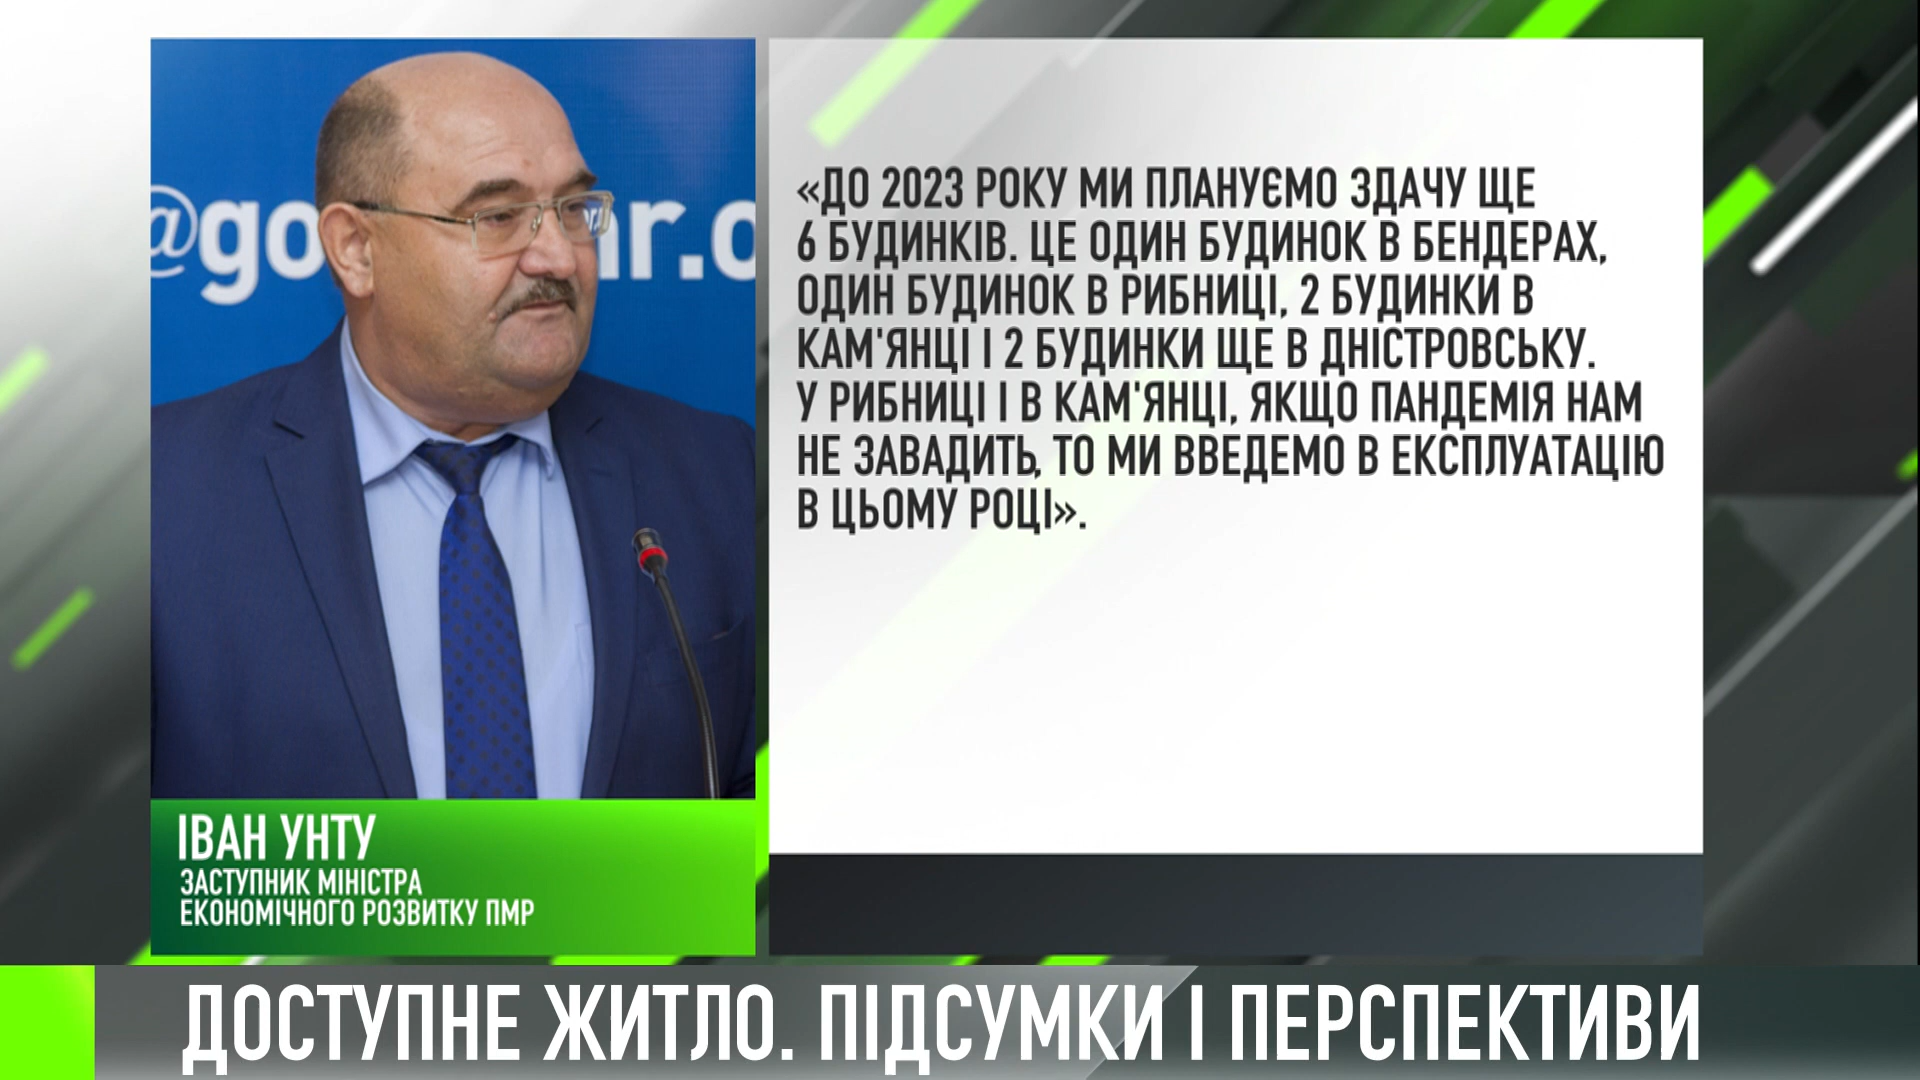 @go
ar.o
«ДО 2023 РОКУ МИ ПЛАНУЄМО ЗДАЧУ ЩЕ
6 БУДИНКІВ. ЦЕ ОДИН БУДИНОК В БЕНДЕРАХ,
ОДИН БУДИНОК В РИБНИЦІ, 2 БУДИНКИ В
КАМ'ЯНЦІ І 2 БУДИНКИ ЩЕ В ДНІСТРОВСЬКУ.
У РИБНИЦІ І В КАМ'ЯНЦІ, ЯКЩО ПАНДЕМІЯ НАМ
НЕ ЗАВАДИТЬ, ТО МИ ВВЕДЕМО В ЕКСПЛУАТАЦІЮ
В ЦЬОМУ РОЦІ».
ІВАН УНТУ
ЗАСТУПНИК МІНІСТРА
ЕКОНОМІЧНОГО РОЗВИТКУ ПМР
ДОСТУПНЕ ЖИТЛО. ПІДСУМКИ І ПЕРСПЕКТИВИ